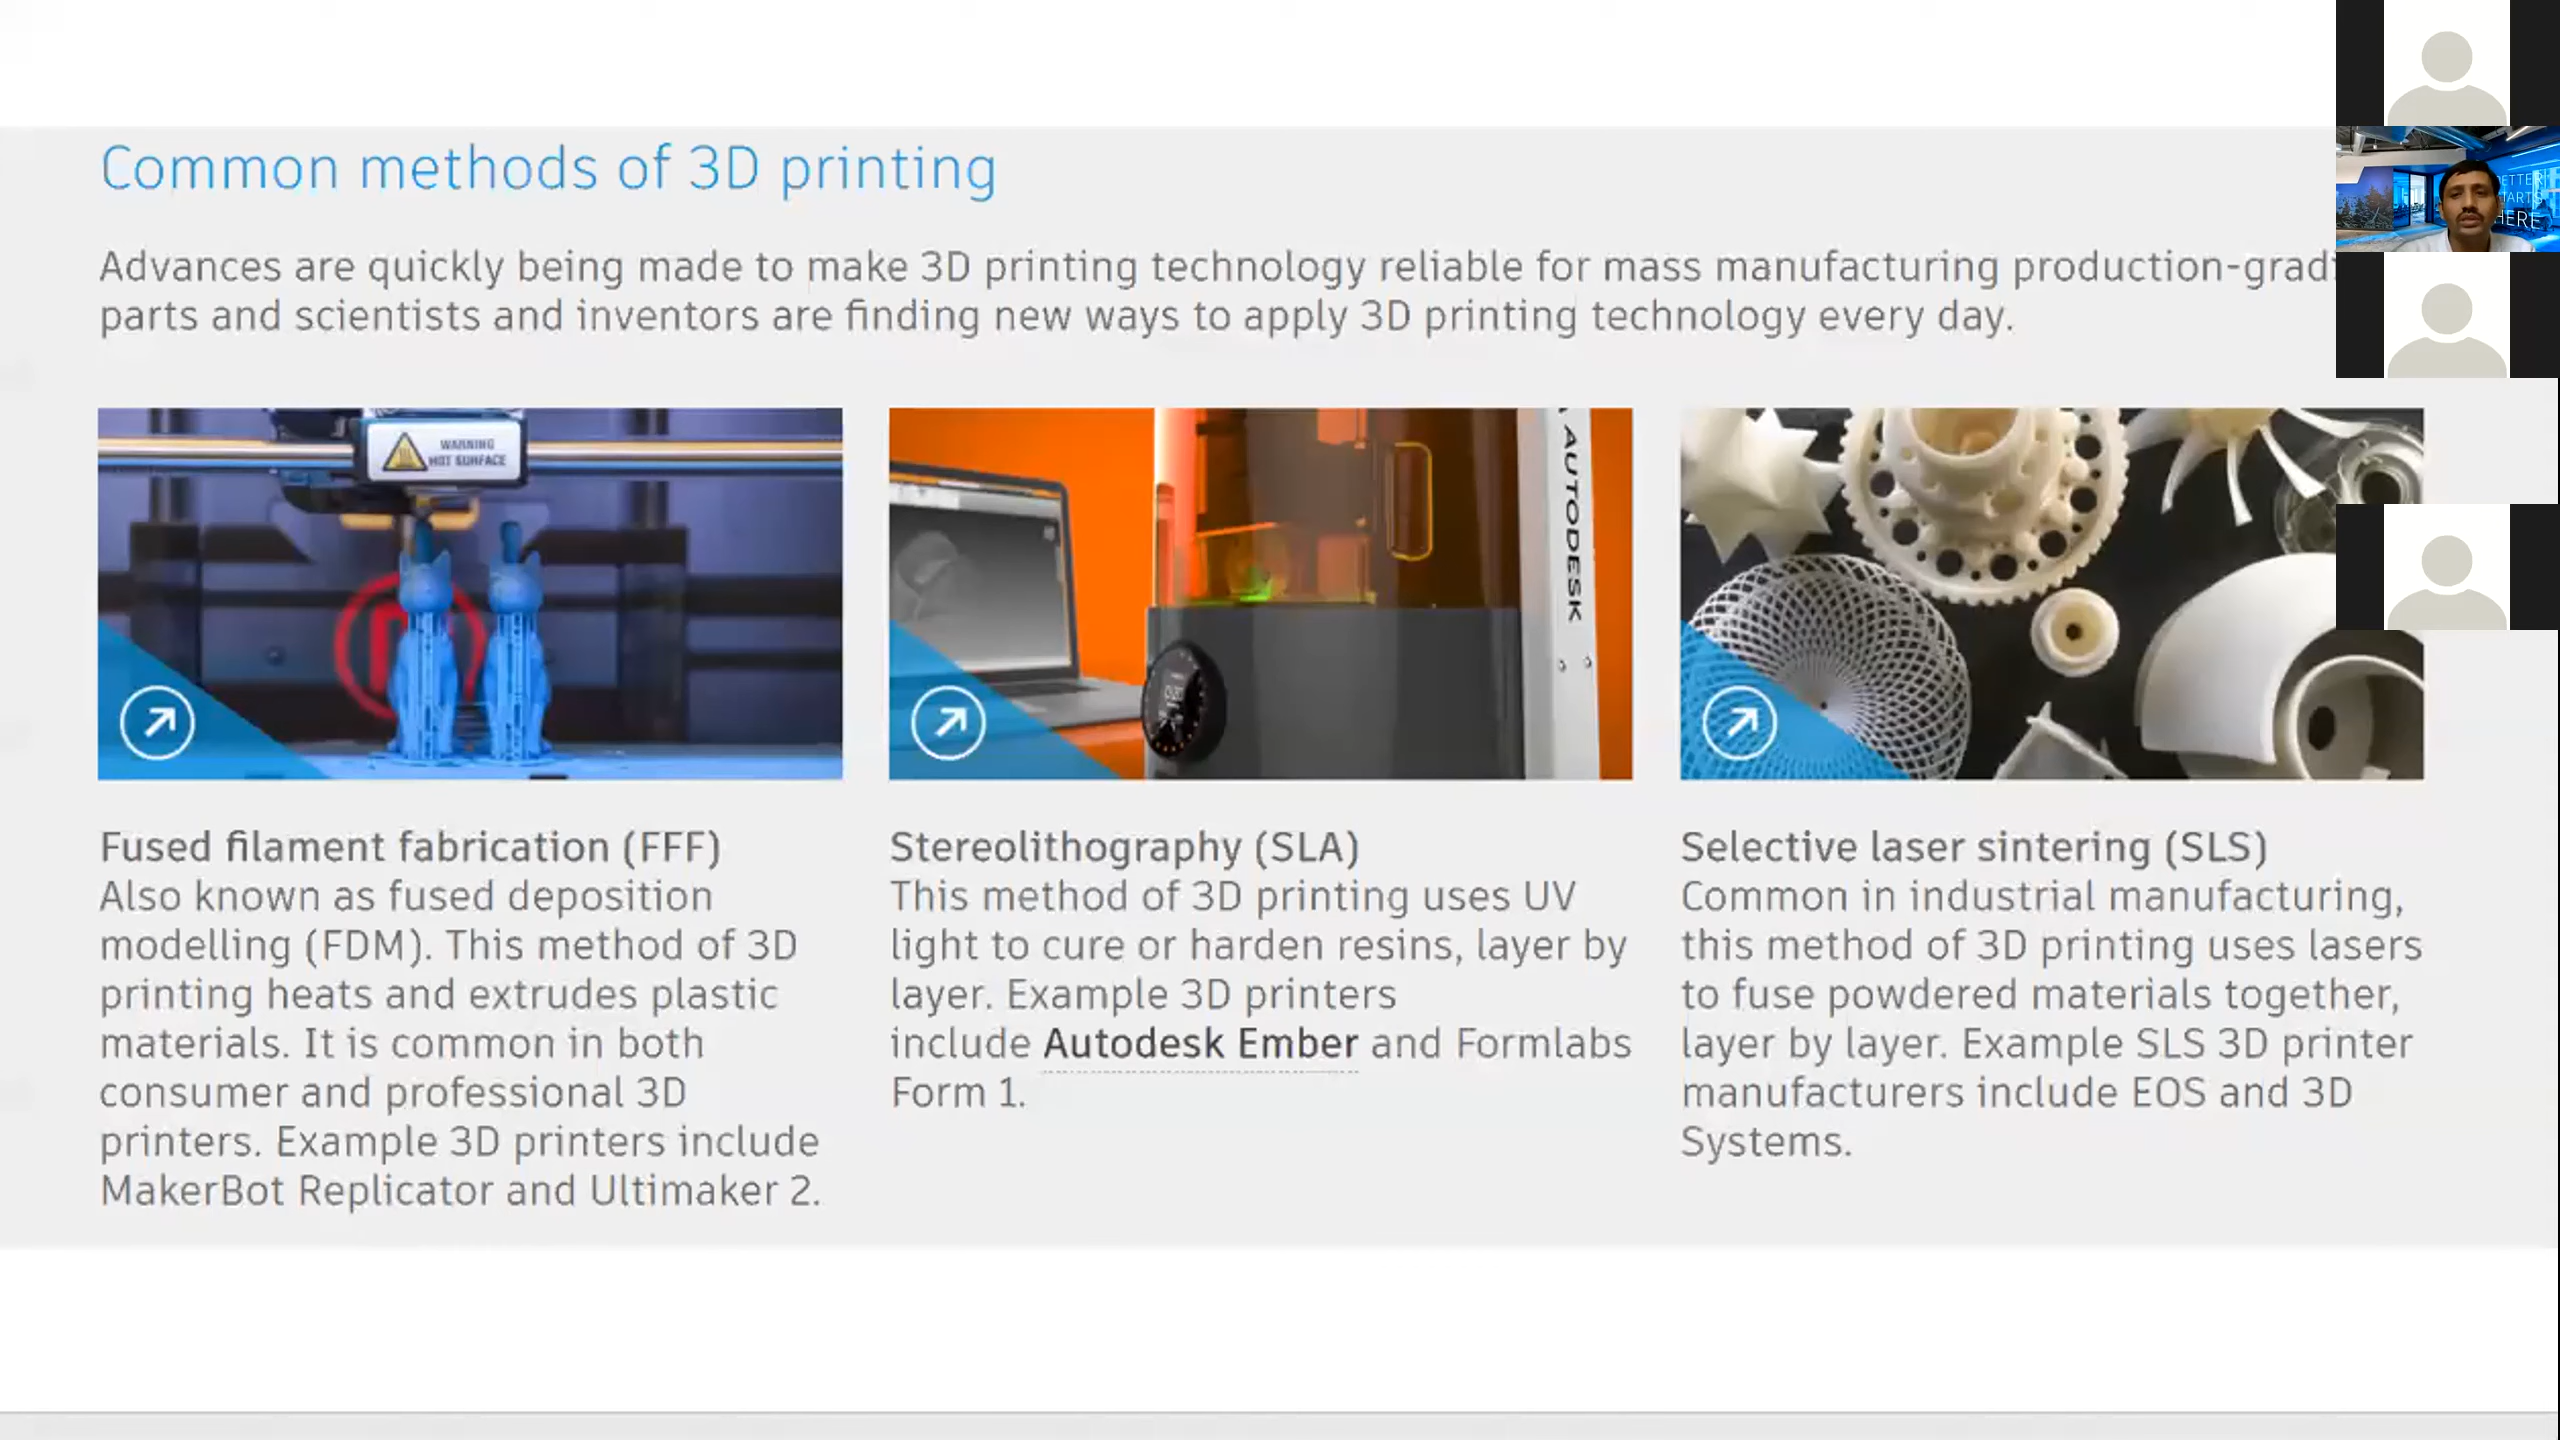 Common methods of 3D printing
Advances are quickly being made to make 3D printing technology reliable for mass manufacturing production-gradi
parts and scientists and inventors are finding new ways to apply 3D printing technology every day.
WARNING
HOT SURFACE
AUTODESK
Fused filament fabrication (FFF)
Also known as fused deposition
modelling (FDM). This method of 3D
printing heats and extrudes plastic
materials. It is common in both
consumer and professional 3D
printers. Example 3D printers include
MakerBot Replicator and Ultimaker 2.
Stereolithography (SLA)
This method of 3D printing uses UV
light to cure or harden resins, layer by
layer. Example 3D printers
include Autodesk Ember and Formlabs
Form 1.
Selective laser sintering (SLS)
Common in industrial manufacturing,
this method of 3D printing uses lasers
to fuse powdered materials together,
layer by layer. Example SLS 3D printer
manufacturers include EOS and 3D
Systems.
ETTER
TARTS
HERE